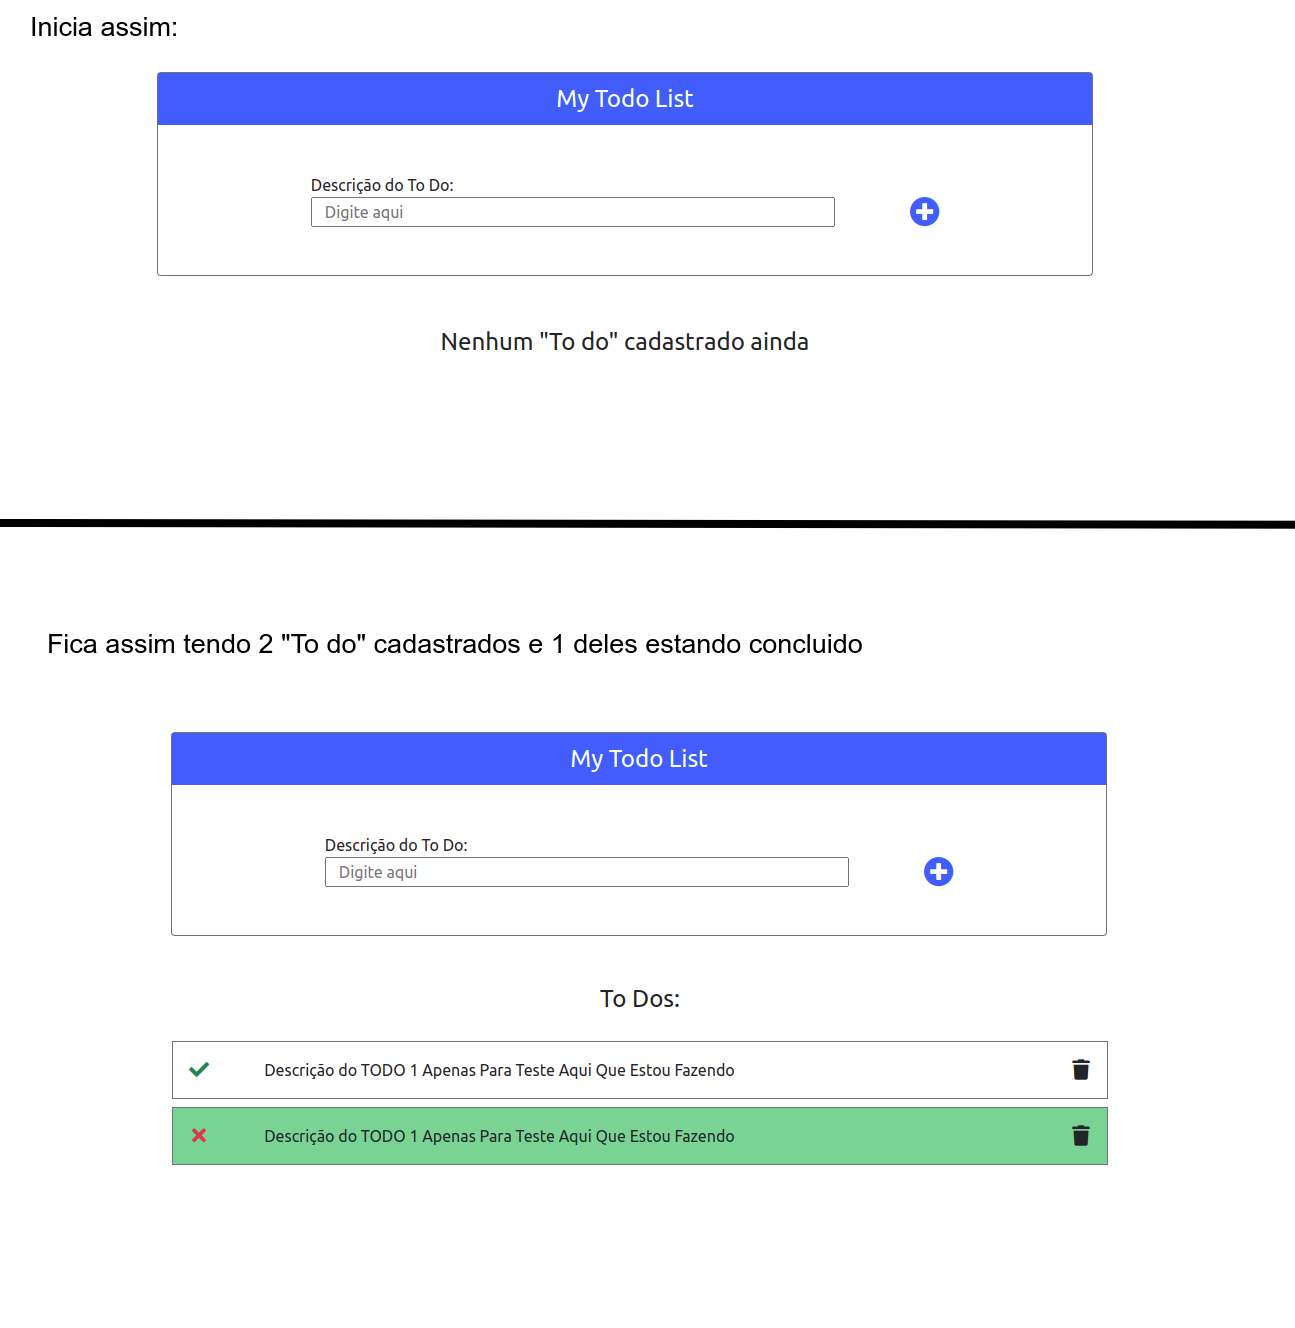 Inicia assim:
My Todo List
Descrição do To Do:
Digite aqui
Nenhum "To do" cadastrado ainda
Fica assim tendo 2 "To do" cadastrados e 1 deles estando concluido
My Todo List
Descrição do To Do:
Digite aqui
To Dos:
Descrição do TODO 1 Apenas Para Teste Aqui Que Estou Fazendo
Descrição do TODO 1 Apenas Para Teste Aqui Que Estou Fazendo